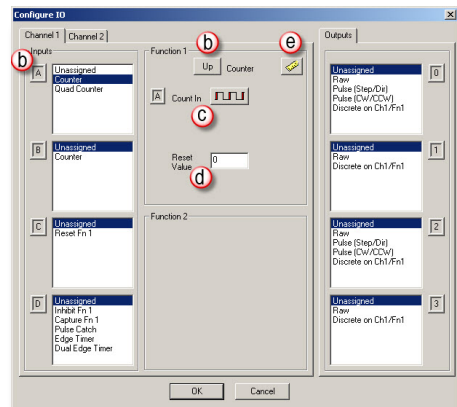 Configure IO
Channel 1
Channel 2
Inputs
b
A
Unassigned
Counter
Quad Counter
B
Unassigned
Counter
C
Unassigned
Reset Fn 1
D
Unassigned
Inhibit Fn 1
Capture Fn 1
Pulse Catch
Edge Timer
Dual Edge Timer
Function 1
b
Up
Counter
e
A
Count In
c
Reset
Value
0
d
Function 2
Outputs
Unassigned
Raw
Pulse (Step/Dir)
Pulse (CW/CCW)
Discrete on Ch1/Fn1
0
Unassigned
Raw
Discrete on Ch1/Fn1
1
Unassigned
Raw
Pulse (Step/Dir)
Pulse (CW/CCW)
Discrete on Ch1/Fn1
2
Unassigned
Raw
Discrete on Ch1/Fn1
3
OK
Cancel